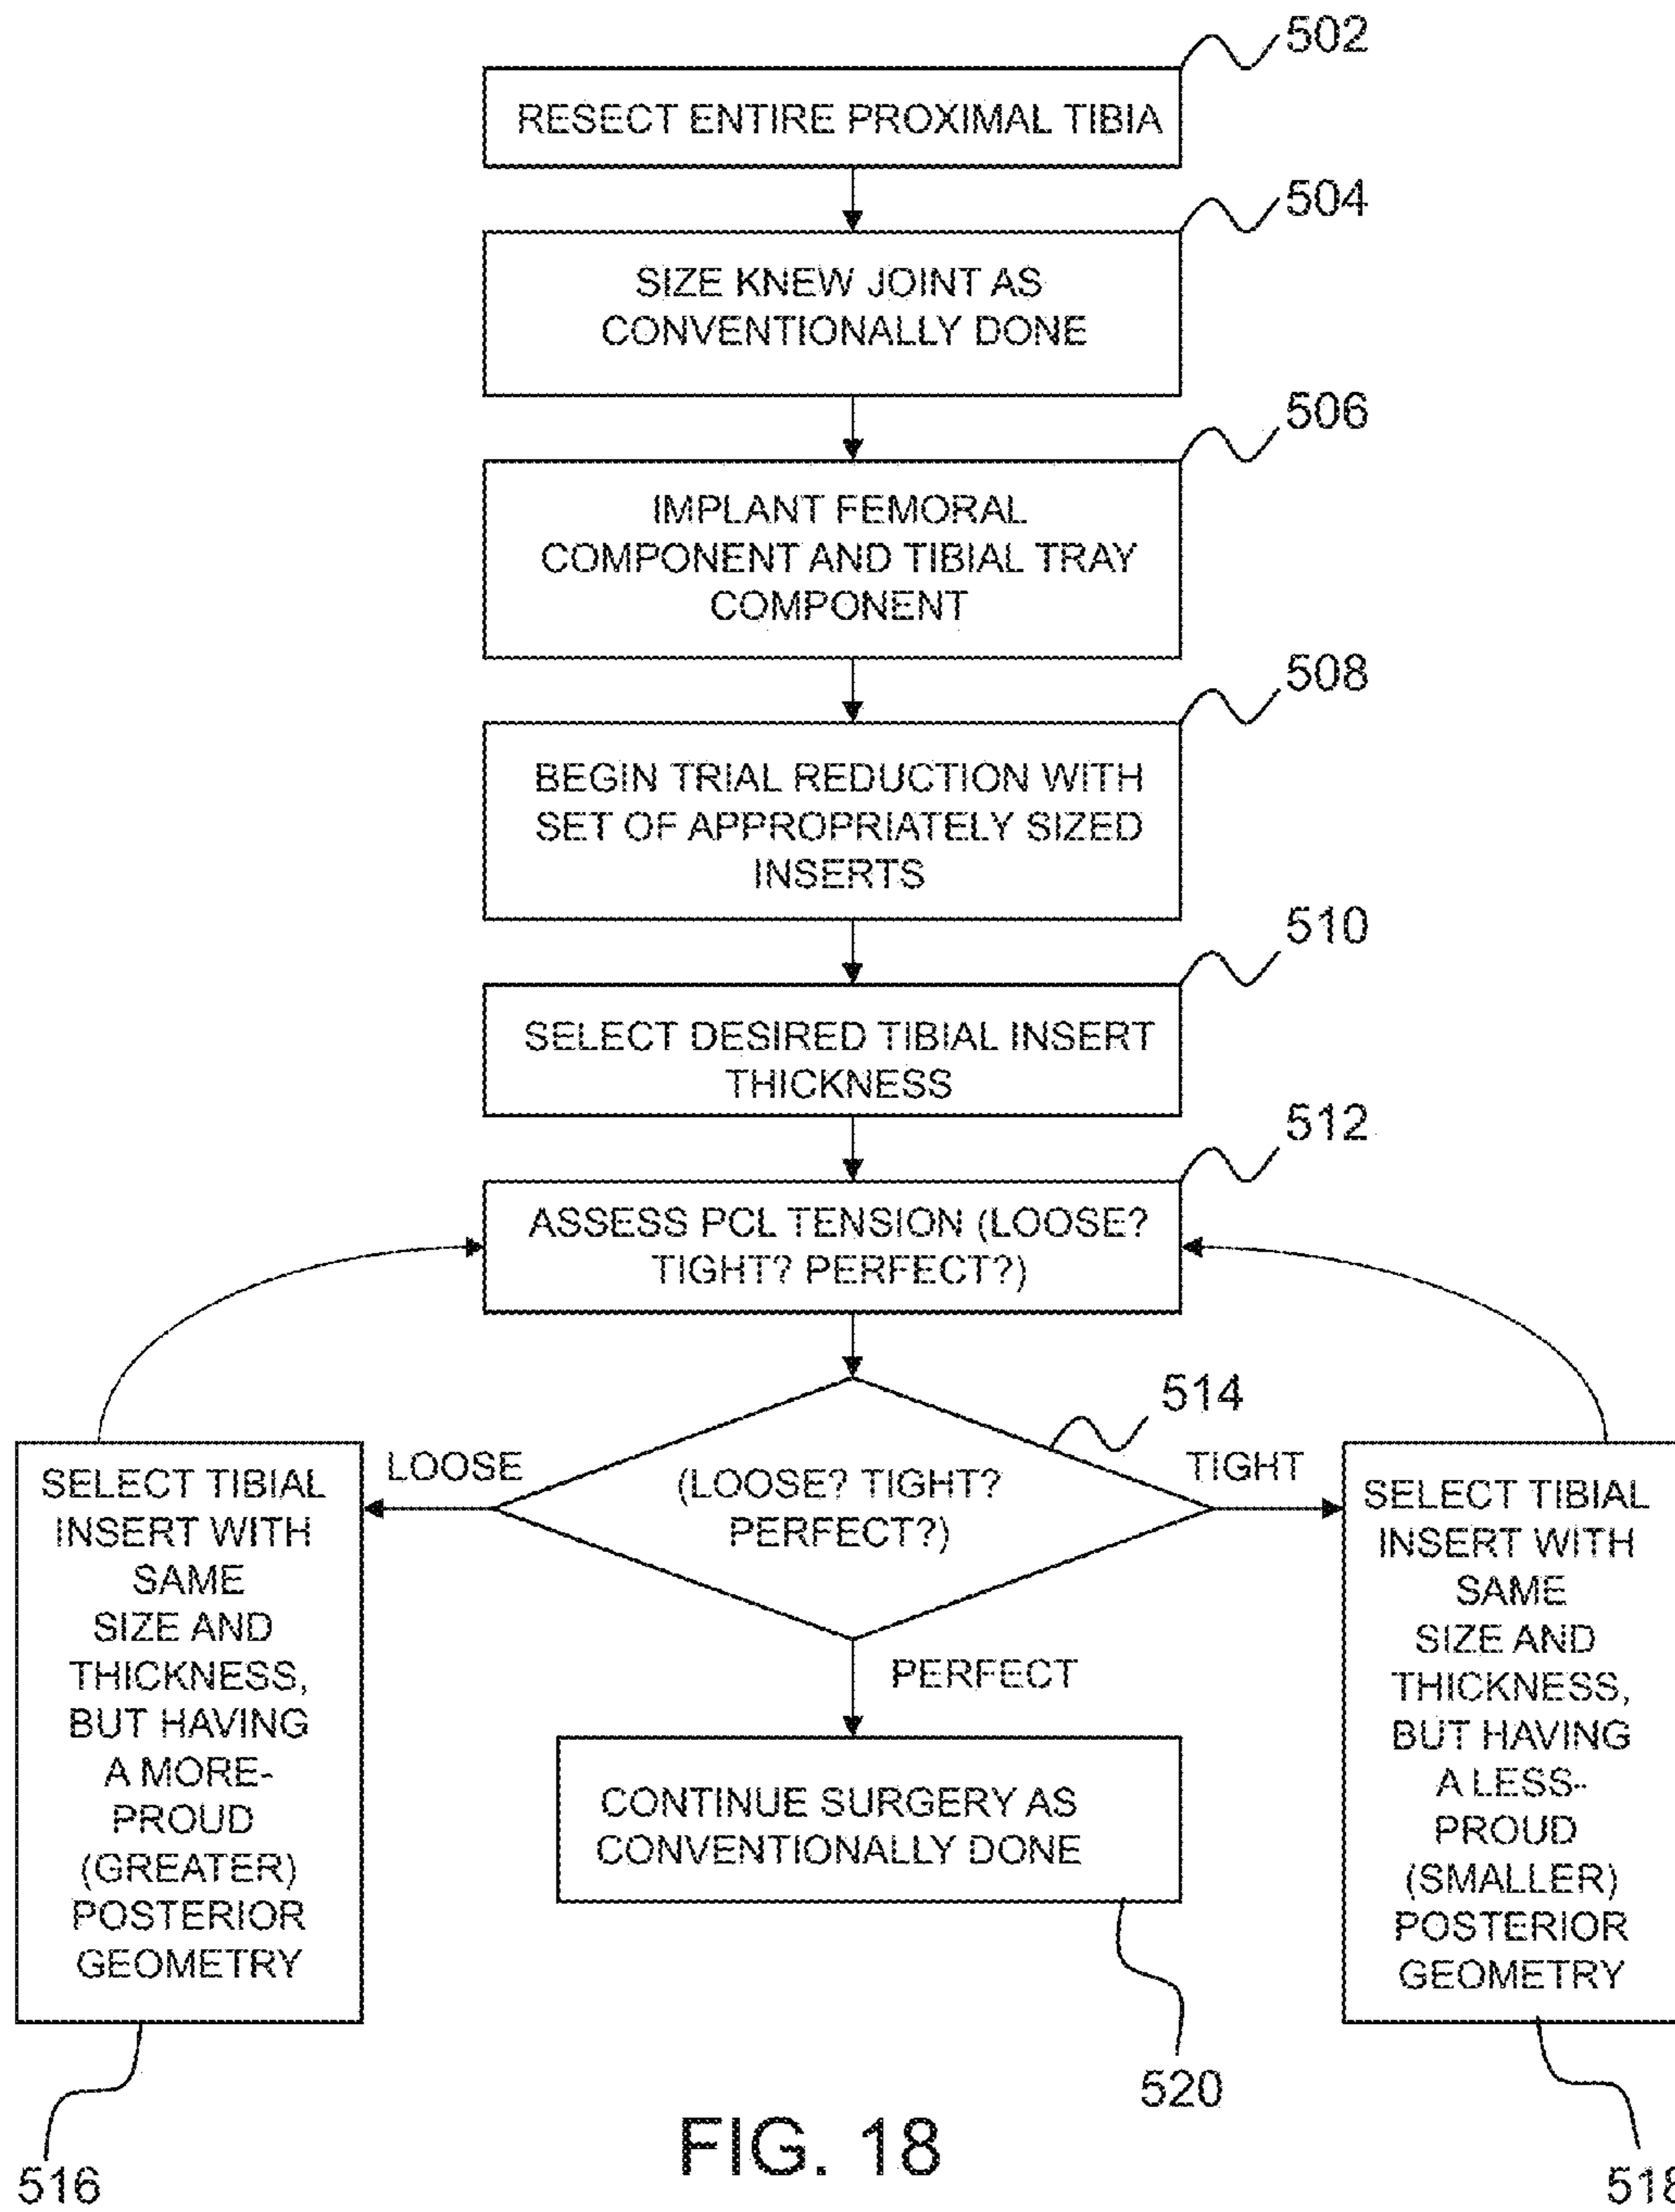 502
RESECT ENTIRE PROXIMAL TIBIA
504
SIZE KNEW JOINT AS
CONVENTIONALLY DONE
506
IMPLANT FEMORAL
COMPONENT AND TIBIAL TRAY
COMPONENT
508
BEGIN TRIAL REDUCTION WITH
SET OF APPROPRIATELY SIZED
INSERTS
510
SELECT DESIRED TIBIAL INSERT
THICKNESS
512
ASSESS PCL TENSION (LOOSE?
TIGHT? PERFECT?)
514
(LOOSE? TIGHT?
PERFECT?)
LOOSE
TIGHT
PERFECT
SELECT TIBIAL
INSERT WITH
SAME
SIZE AND
THICKNESS,
BUT HAVING
A MORE-
PROUD
(GREATER)
POSTERIOR
GEOMETRY
516
CONTINUE SURGERY AS
CONVENTIONALLY DONE
520
SELECT TIBIAL
INSERT WITH
SAME
SIZE AND
THICKNESS,
BUT HAVING
A LESS-
PROUD
(SMALLER)
POSTERIOR
GEOMETRY
518
FIG. 18